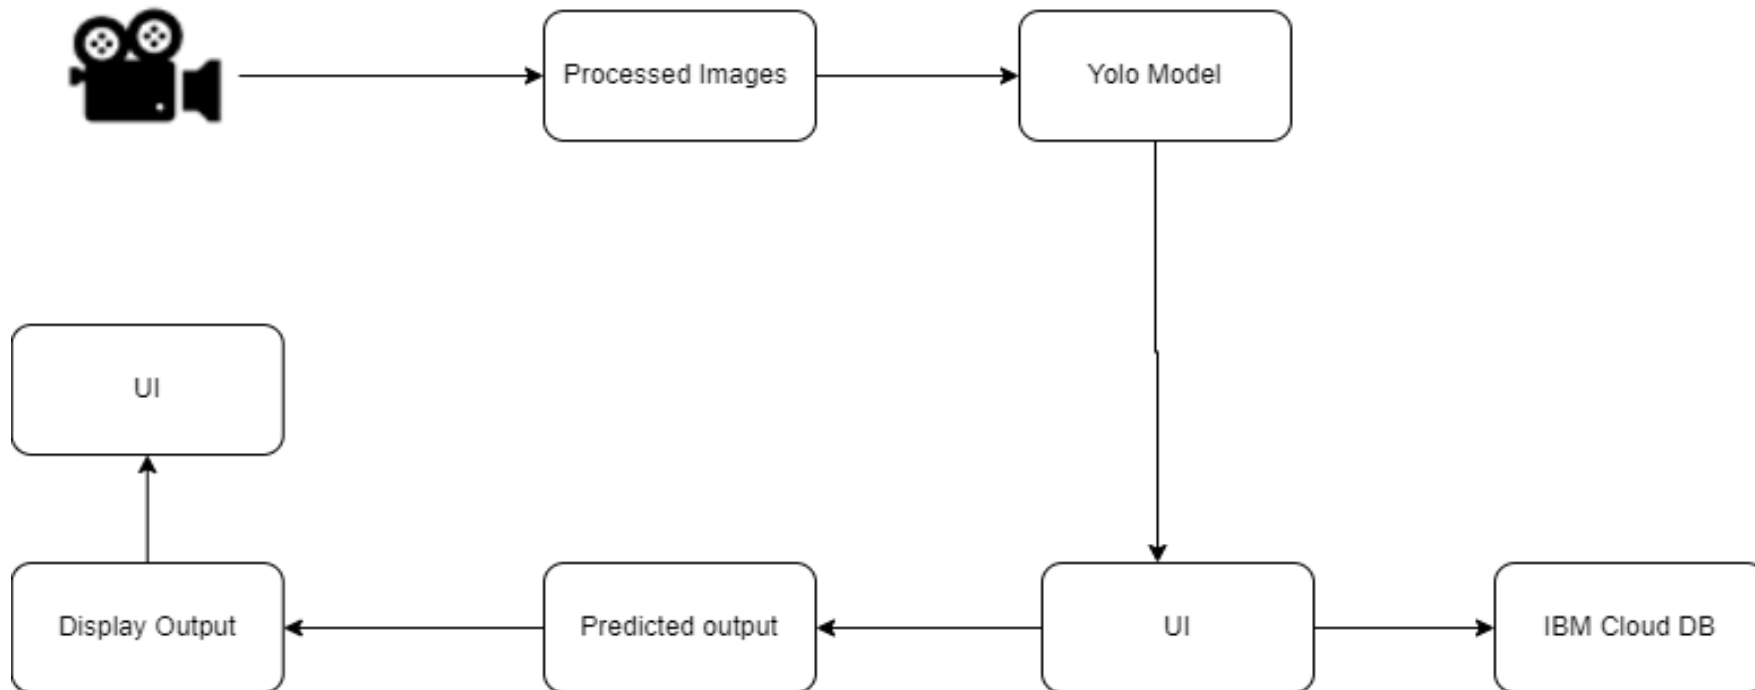 Processed Images
Yolo Model
UI
Display Output
Predicted output
UI
IBM Cloud DB